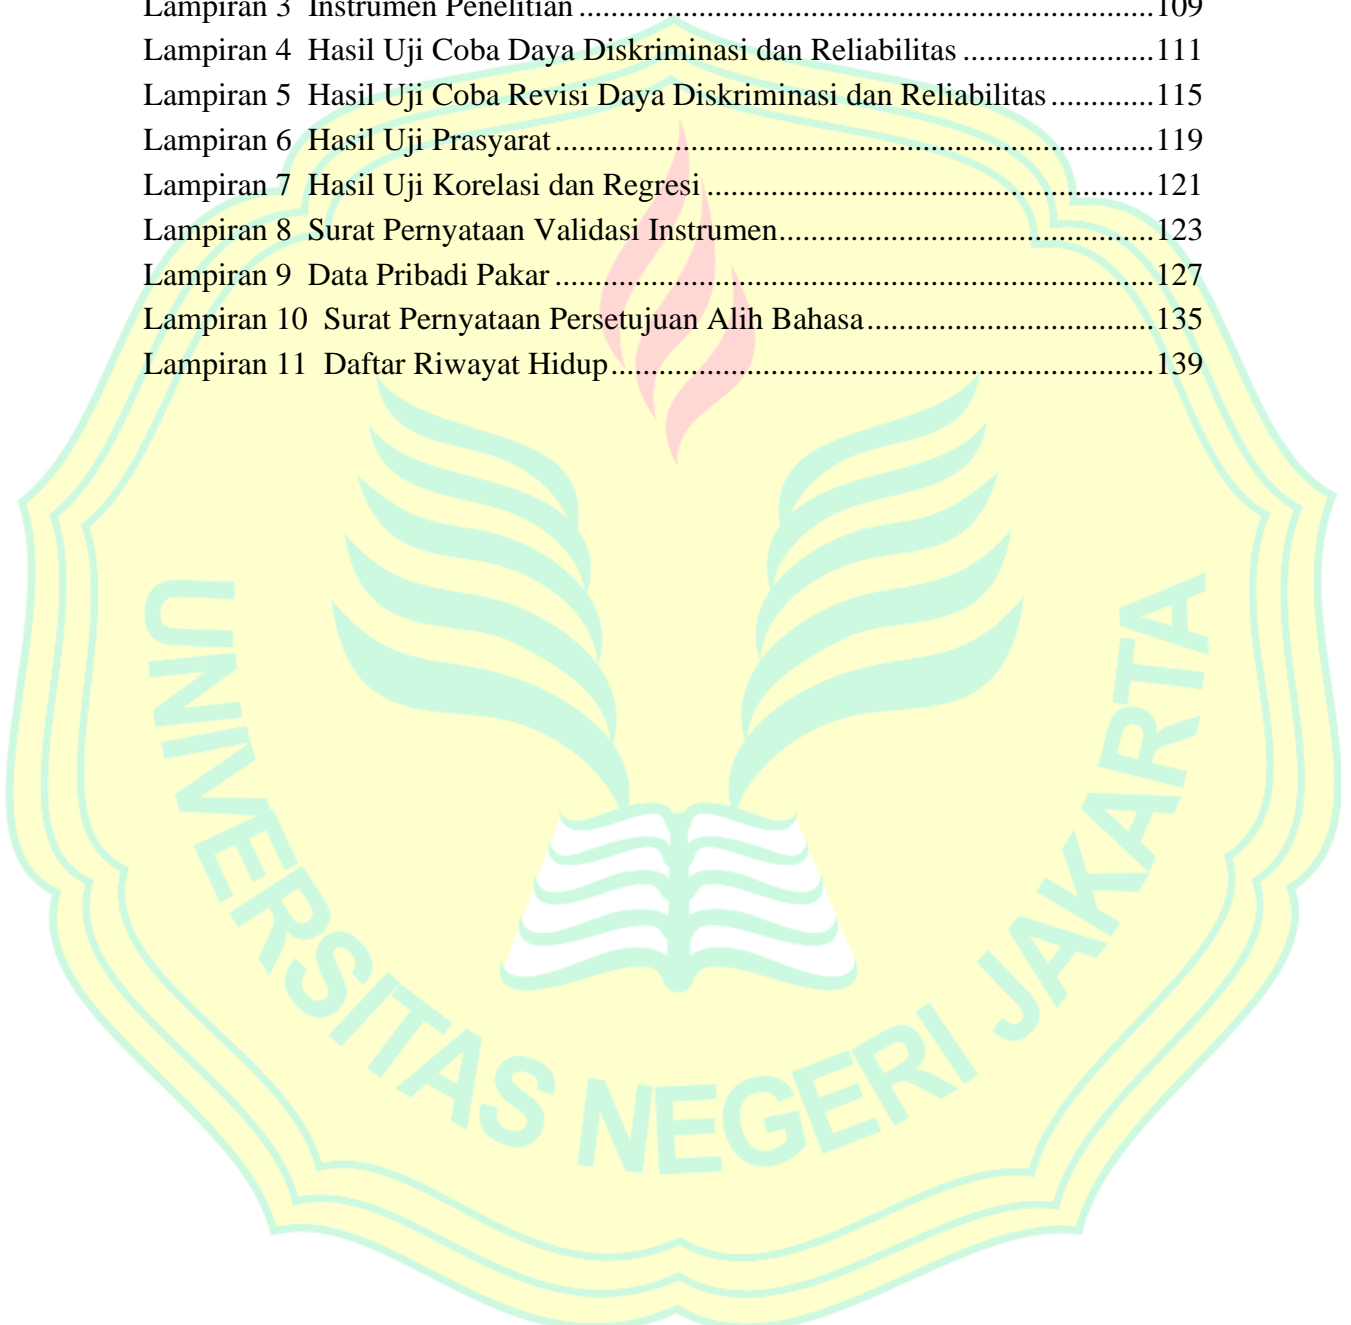 Lampiran 3  Instrumen Penelitian ........................................................................109
Lampiran 4  Hasil Uji Coba Daya Diskriminasi dan Reliabilitas ........................111
Lampiran 5  Hasil Uji Coba Revisi Daya Diskriminasi dan Reliabilitas .............115
Lampiran 6  Hasil Uji Prasyarat...........................................................................119
Lampiran 7  Hasil Uji Korelasi dan Regresi ........................................................121
Lampiran 8  Surat Pernyataan Validasi Instrumen...............................................123
Lampiran 9  Data Pribadi Pakar ...........................................................................127
Lampiran 10  Surat Pernyataan Persetujuan Alih Bahasa....................................135
Lampiran 11  Daftar Riwayat Hidup....................................................................139
UNIVERSITAS NEGERI JAKARTA